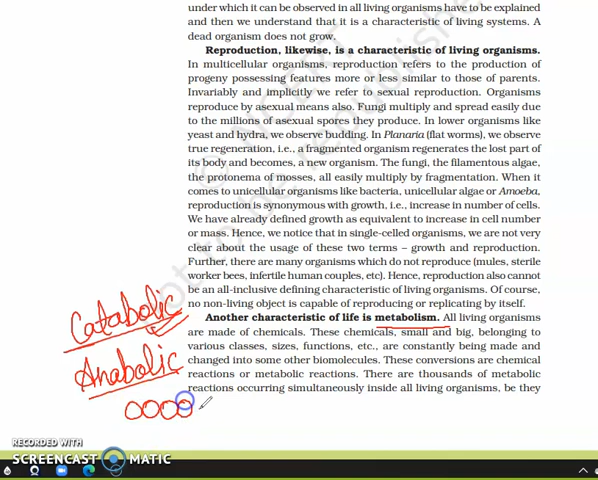 under which it can be observed in all living organisms have to be explained
and then we understand that it is a characteristic of living systems. A
dead organism does not grow.
Reproduction, likewise, is a characteristic of living organisms.
In multicellular organisms, reproduction refers to the production of
progeny possessing features more or less similar to those of parents.
Invariably and implicitly we refer to sexual reproduction. Organisms
reproduce by asexual means also. Fungi multiply and spread easily due
to the millions of asexual spores they produce. In lower organisms like
yeast and hydra, we observe budding. In Planaria (flat worms), we observe
true regeneration, i.e., a fragmented organism regenerates the lost part of
its body and becomes, a new organism. The fungi, the filamentous algae,
the protonema of mosses, all easily multiply by fragmentation. When it
comes to unicellular organisms like bacteria, unicellular algae or Amoeba,
reproduction is synonymous with growth, i.e., increase in number of cells.
We have already defined growth as equivalent to increase in cell number
or mass. Hence, we notice that in single-celled organisms, we are not very
clear about the usage of these two terms – growth and reproduction.
Further, there are many organisms which do not reproduce (mules, sterile
worker bees, infertile human couples, etc). Hence, reproduction also cannot
be an all-inclusive defining characteristic of living organisms. Of course,
no non-living object is capable of reproducing or replicating by itself.
Another characteristic of life is metabolism. All living organisms
are made of chemicals. These chemicals, small and big, belonging to
various classes, sizes, functions, etc., are constantly being made and
changed into some other biomolecules. These conversions are chemical
reactions or metabolic reactions. There are thousands of metabolic
reactions occurring simultaneously inside all living organisms, be they
Catabolic
Anabolic
© NCERT
not to be republished
RECORDED WITH
SCREENCAST MATIC